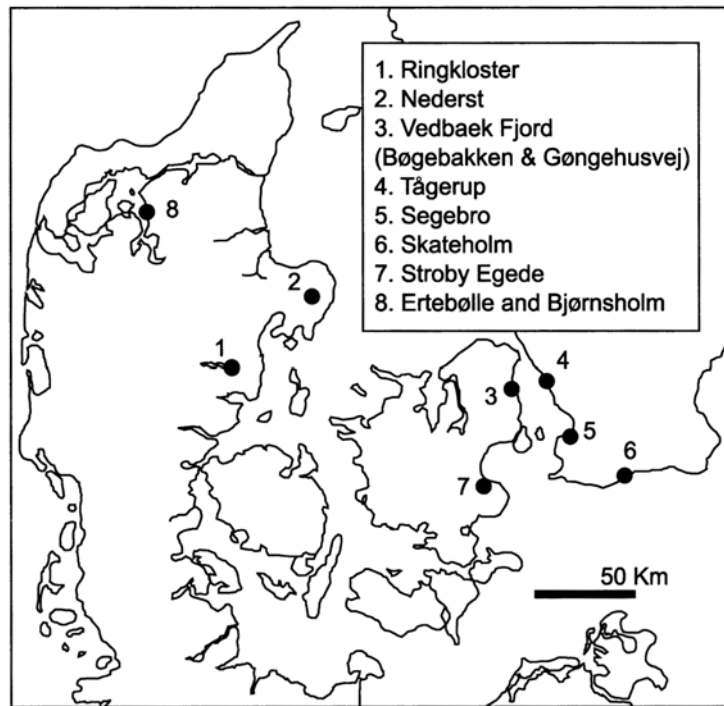 1. Ringkloster
2. Nederst
3. Vedbaek Fjord
(Bøgebakken & Gøngehusvej)
4. Tågerup
5. Segebro
6. Skateholm
7. Stroby Egede
8. Ertebølle and Bjørnsholm
8
2
1
4
3
5
6
7
50 Km